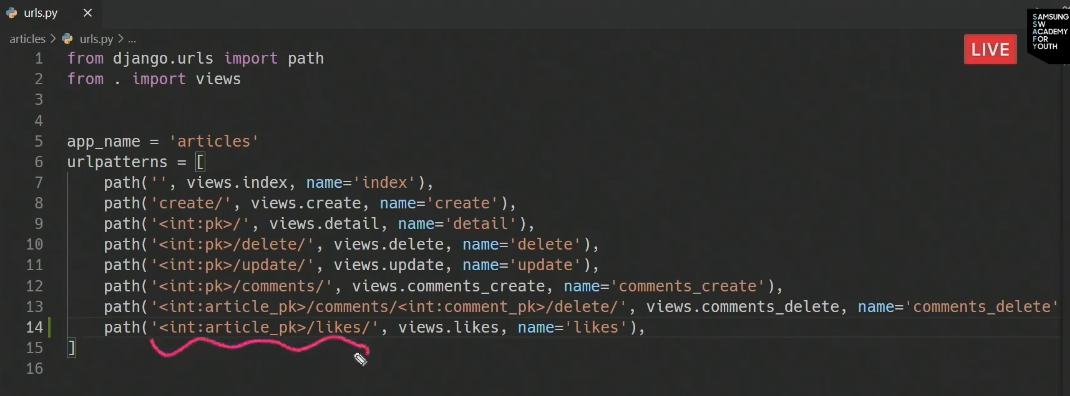 urls.py ×
articles > urls.py > ...
LIVE
SAMSUNG
SW
ACADEMY
FOR
YOUTH
1 from django.urls import path
2 from . import views
3
4
5 app_name = 'articles'
6 urlpatterns = [
7     path('', views.index, name='index'),
8     path('create/', views.create, name='create'),
9     path('<int:pk>/', views.detail, name='detail'),
10     path('<int:pk>/delete/', views.delete, name='delete'),
11     path('<int:pk>/update/', views.update, name='update'),
12     path('<int:pk>/comments/', views.comments_create, name='comments_create'),
13     path('<int:article_pk>/comments/<int:comment_pk>/delete/', views.comments_delete, name='comments_delete'
14     path('<int:article_pk>/likes/', views.likes, name='likes'),
15 ]
16